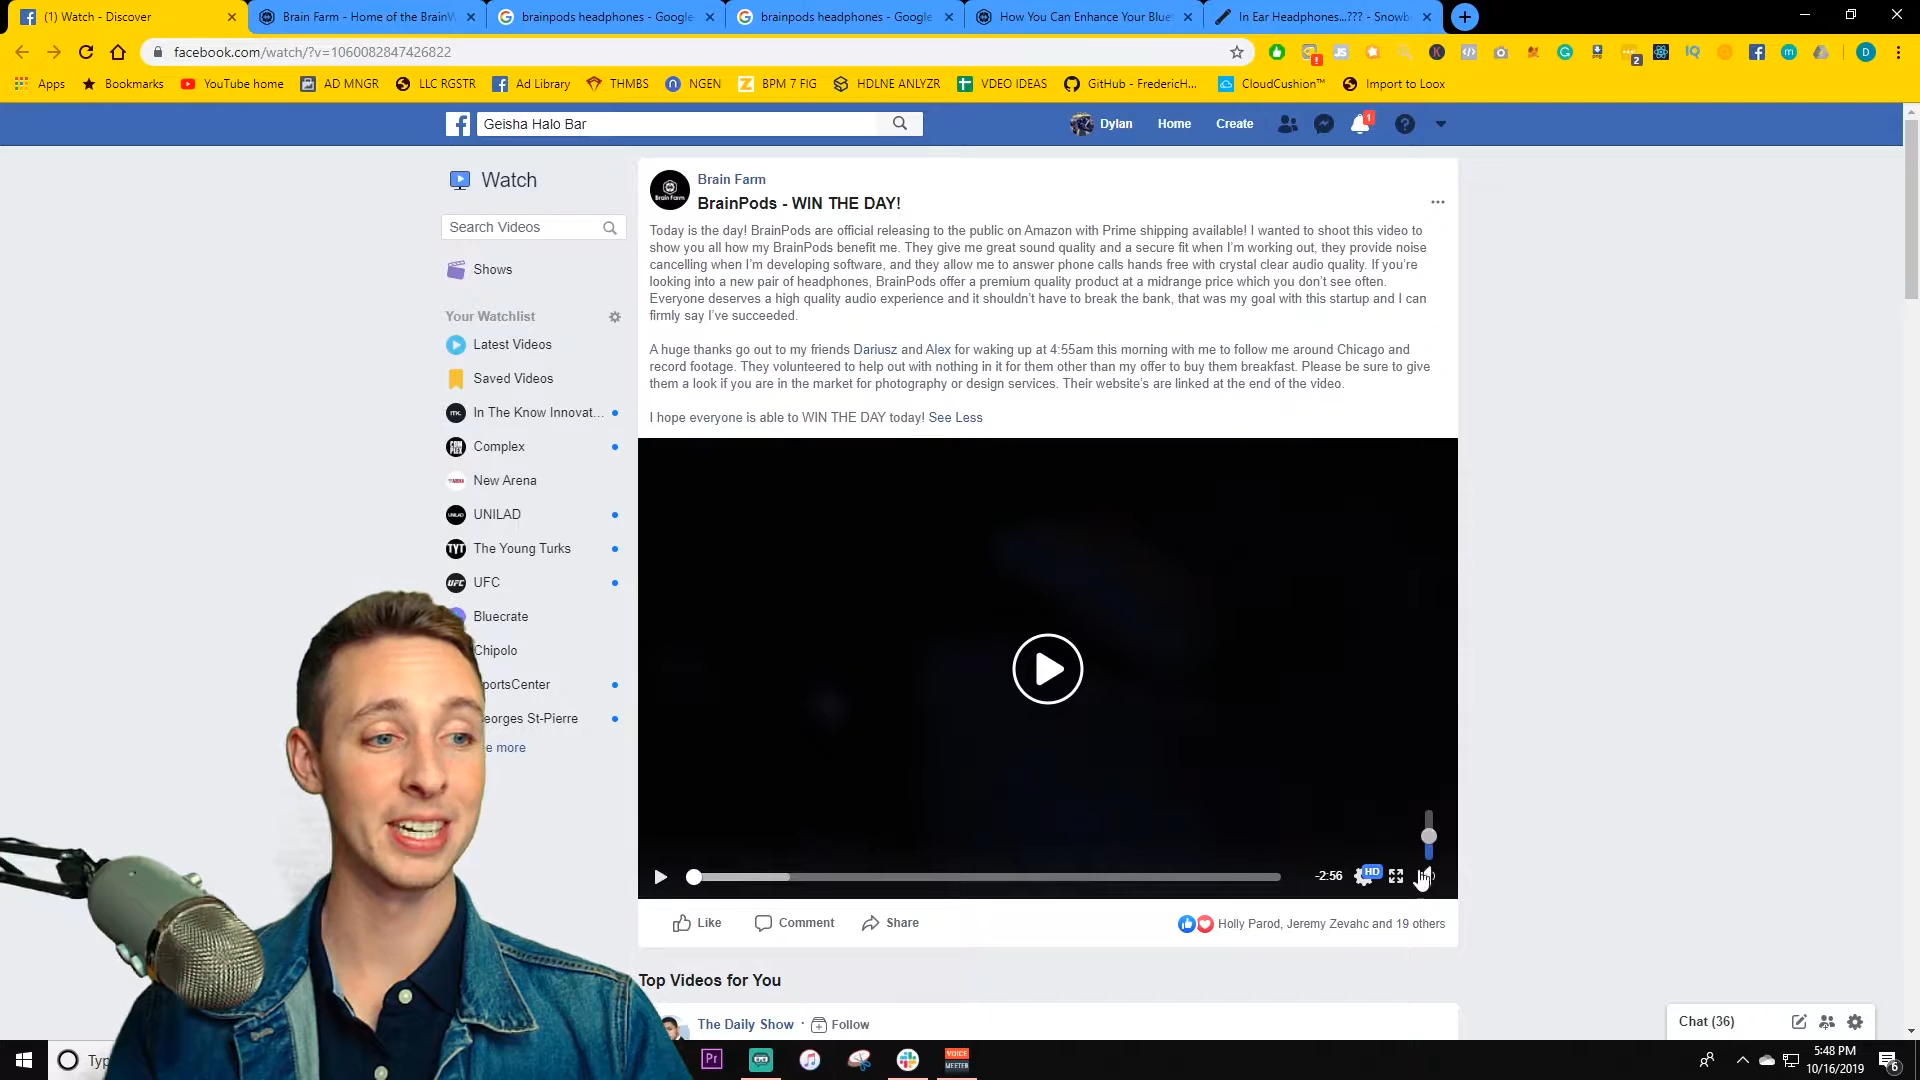 (1) Watch - Discover
Brain Farm - Home of the BrainW
brainpods headphones - Google
brainpods headphones - Google
How You Can Enhance Your Blue
In Ear Headphones...??? - Snowb
facebook.com/watch/?v=1060082847426822
Apps
Bookmarks
YouTube home
AD MNGR
LLC RGSTR
Ad Library
THMBS
NGEN
BPM 7 FIG
HDLNE ANLYZR
VDEO IDEAS
GitHub - FredericH...
CloudCushion™
Import to Loox
Geisha Halo Bar
Dylan
Home
Create
1
Watch
Search Videos
Shows
Your Watchlist
Latest Videos
Saved Videos
In The Know Innovat...
Complex
New Arena
UNILAD
The Young Turks
UFC
Bluecrate
Chipolo
portsCenter
eorges St-Pierre
e more
Brain Farm
BrainPods - WIN THE DAY!
Today is the day! BrainPods are official releasing to the public on Amazon with Prime shipping available! I wanted to shoot this video to
show you all how my BrainPods benefit me. They give me great sound quality and a secure fit when I'm working out, they provide noise
cancelling when I'm developing software, and they allow me to answer phone calls hands free with crystal clear audio quality. If you're
looking into a new pair of headphones, BrainPods offer a premium quality product at a midrange price which you don't see often.
Everyone deserves a high quality audio experience and it shouldn't have to break the bank, that was my goal with this startup and I can
firmly say I've succeeded.
A huge thanks go out to my friends Dariusz and Alex for waking up at 4:55am this morning with me to follow me around Chicago and
record footage. They volunteered to help out with nothing in it for them other than my offer to buy them breakfast. Please be sure to give
them a look if you are in the market for photography or design services. Their website's are linked at the end of the video.
I hope everyone is able to WIN THE DAY today! See Less
-2:56
HD
Like
Comment
Share
Holly Parod, Jeremy Zevahc and 19 others
Top Videos for You
The Daily Show · Follow
Chat (36)
Typ
Pr
VOICE
MEETER
5:48 PM
10/16/2019
6